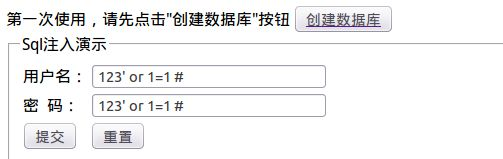 第一次使用，请先点击"创建数据库"按钮 创建数据库
Sql注入演示
用户名： 123' or 1=1 #
密 码： 123' or 1=1 #
提交 重置